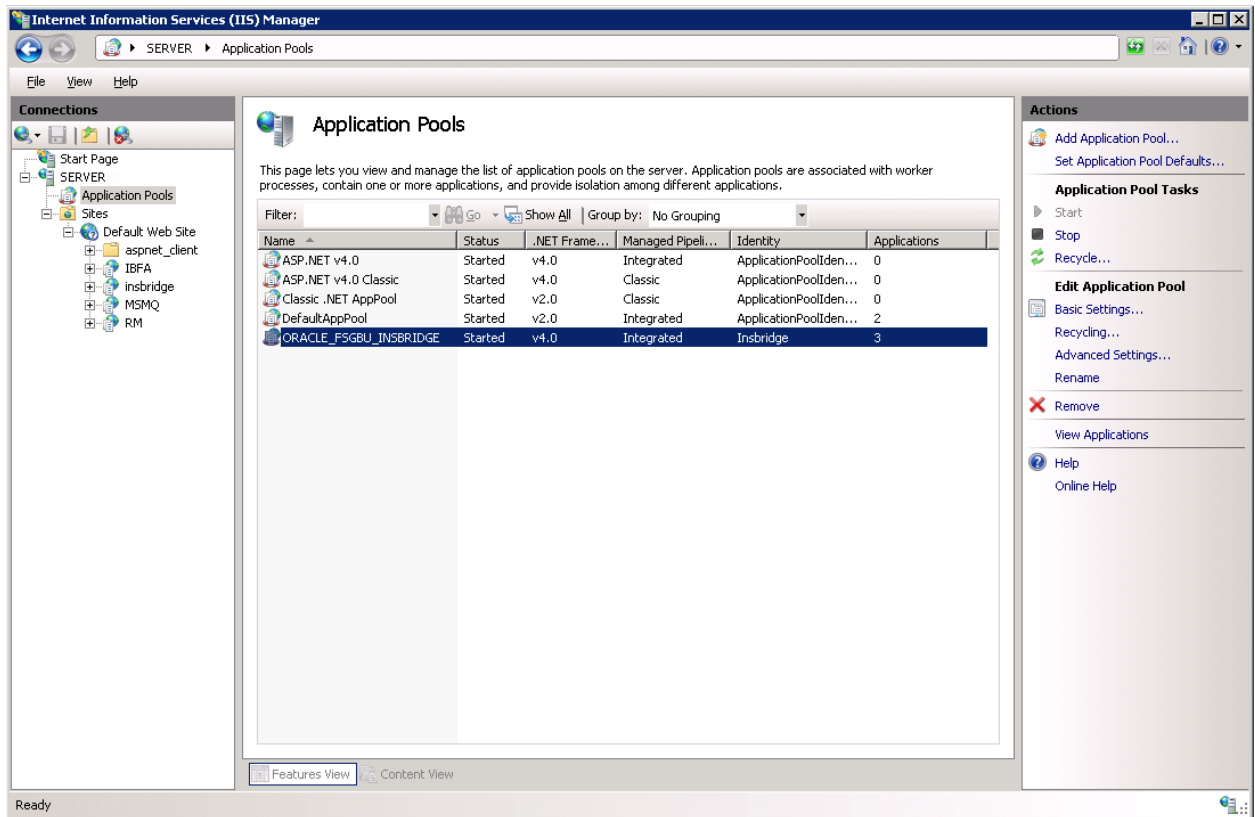 Internet Information Services (IIS) Manager
SERVER Application Pools
File View Help
Connections
Start Page
SERVER
Application Pools
Sites
Default Web Site
aspnet_client
IBFA
insbridge
MSMQ
RM
Application Pools
This page lets you view and manage the list of application pools on the server. Application pools are associated with worker
processes, contain one or more applications, and provide isolation among different applications.
Filter: Go Show All Group by: No Grouping
Name Status .NET Frame... Managed Pipeli... Identity Applications
ASP.NET v4.0 Started v4.0 Integrated ApplicationPoolIden... 0
ASP.NET v4.0 Classic Started v4.0 Classic ApplicationPoolIden... 0
Classic .NET AppPool Started v2.0 Classic ApplicationPoolIden... 0
DefaultAppPool Started v2.0 Integrated ApplicationPoolIden... 2
ORACLE_FSGBU_INSBRIDGE Started v4.0 Integrated Insbridge 3
Features View Content View
Actions
Add Application Pool...
Set Application Pool Defaults...
Application Pool Tasks
Start
Stop
Recycle...
Edit Application Pool
Basic Settings...
Recycling...
Advanced Settings...
Rename
Remove
View Applications
Help
Online Help
Ready